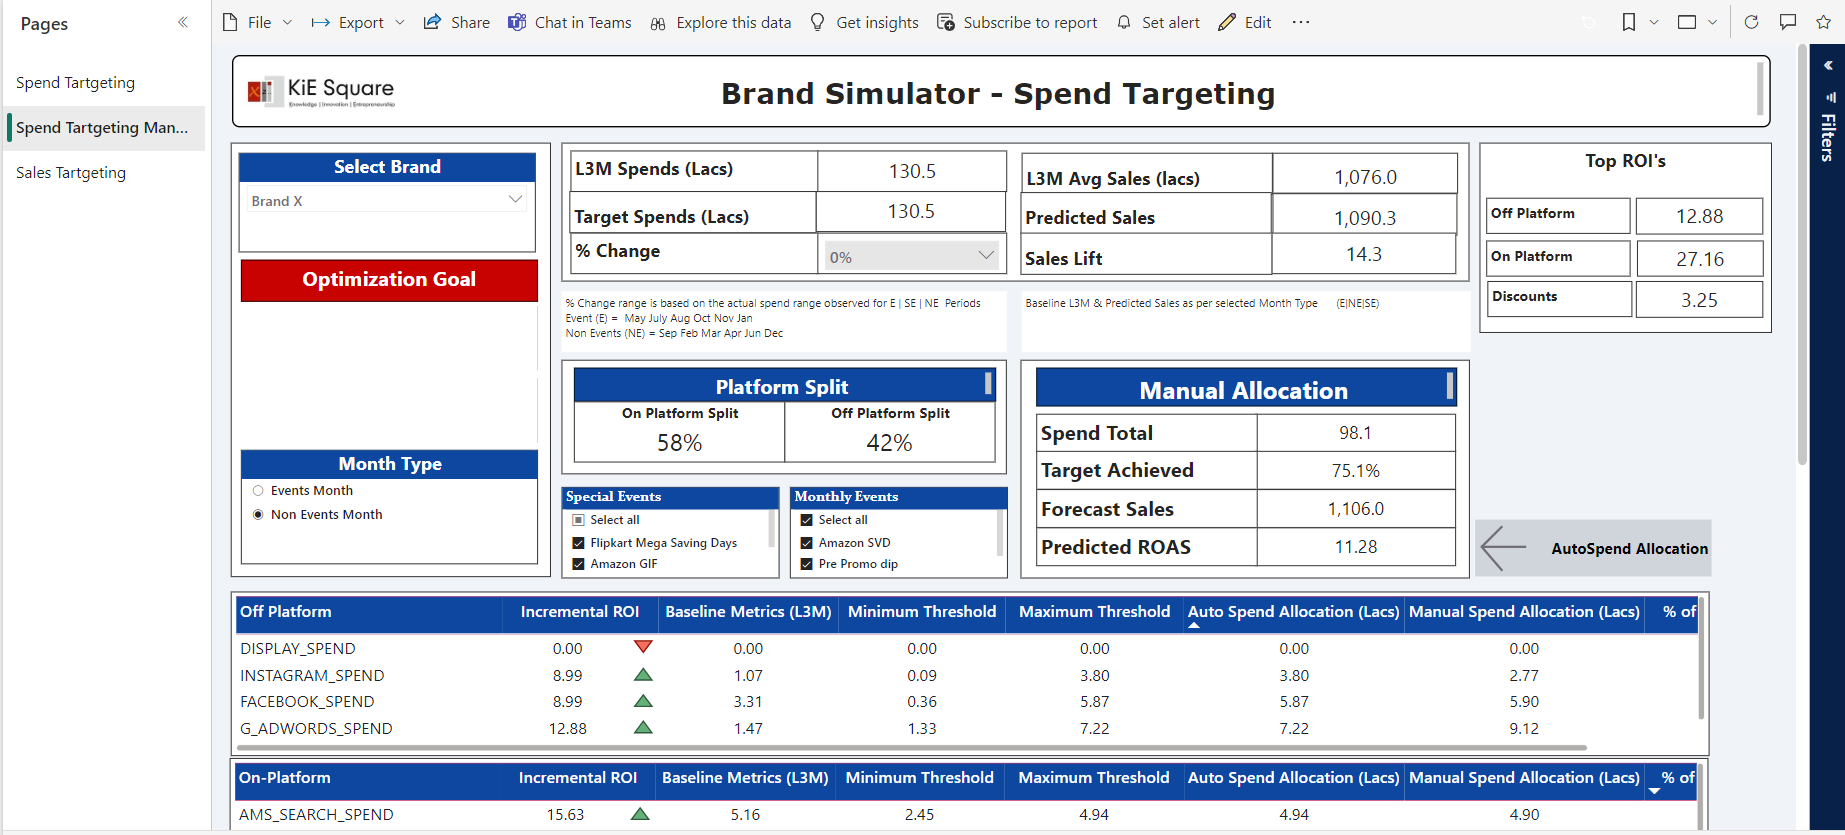 Pages
File
Export
Share
Chat in Teams
Explore this data
Get insights
Subscribe to report
Set alert
Edit
Spend Tartgeting
Spend Tartgeting Man...
Sales Tartgeting
KiE Square
Knowledge | Innovation | Entrepreneurship
Brand Simulator - Spend Targeting
Filters
Select Brand
Brand X
Optimization Goal
Month Type
Events Month
Non Events Month
L3M Spends (Lacs) 130.5
Target Spends (Lacs) 130.5
% Change 0%
L3M Avg Sales (lacs) 1,076.0
Predicted Sales 1,090.3
Sales Lift 14.3
Top ROI's
Off Platform 12.88
On Platform 27.16
Discounts 3.25
% Change range is based on the actual spend range observed for E | SE | NE Periods
Event (E) = May July Aug Oct Nov Jan
Non Events (NE) = Sep Feb Mar Apr Jun Dec
Baseline L3M & Predicted Sales as per selected Month Type (E|NE|SE)
Platform Split
On Platform Split Off Platform Split
58% 42%
Special Events
Select all
Flipkart Mega Saving Days
Amazon GIF
Monthly Events
Select all
Amazon SVD
Pre Promo dip
Manual Allocation
Spend Total 98.1
Target Achieved 75.1%
Forecast Sales 1,106.0
Predicted ROAS 11.28
AutoSpend Allocation
Off Platform Incremental ROI Baseline Metrics (L3M) Minimum Threshold Maximum Threshold Auto Spend Allocation (Lacs) Manual Spend Allocation (Lacs) % of
DISPLAY_SPEND 0.00 0.00 0.00 0.00 0.00 0.00
INSTAGRAM_SPEND 8.99 1.07 0.09 3.80 3.80 2.77
FACEBOOK_SPEND 8.99 3.31 0.36 5.87 5.87 5.90
G_ADWORDS_SPEND 12.88 1.47 1.33 7.22 7.22 9.12
On-Platform Incremental ROI Baseline Metrics (L3M) Minimum Threshold Maximum Threshold Auto Spend Allocation (Lacs) Manual Spend Allocation (Lacs) % of
AMS_SEARCH_SPEND 15.63 5.16 2.45 4.94 4.94 4.90